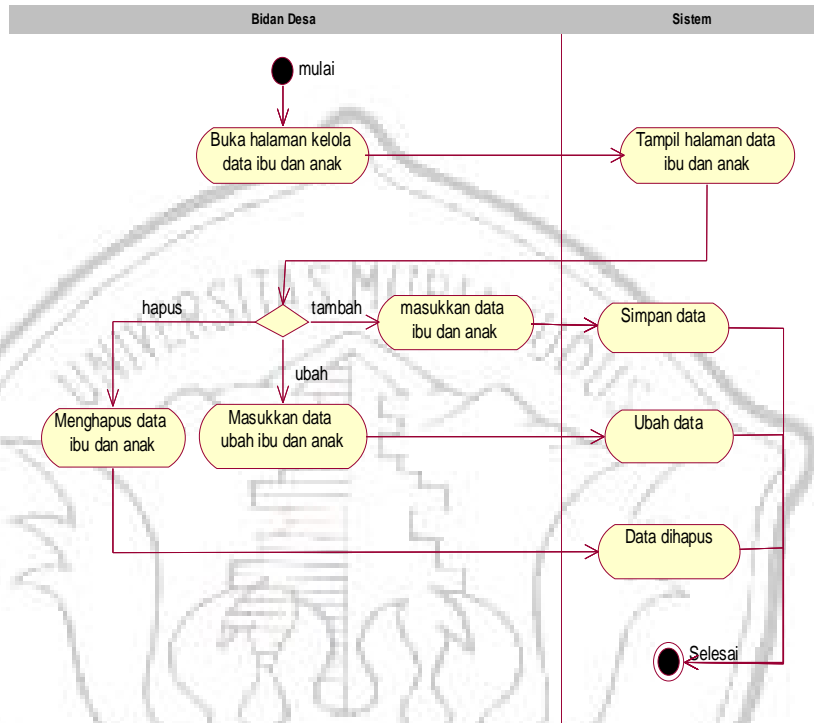 Bidan Desa
Sistem
mulai
Buka halaman kelola
data ibu dan anak
Tampil halaman data
ibu dan anak
hapus
tambah
masukkan data
ibu dan anak
Simpan data
ubah
Menghapus data
ibu dan anak
Masukkan data
ubah ibu dan anak
Ubah data
Data dihapus
Selesai
UNIVERSITAS